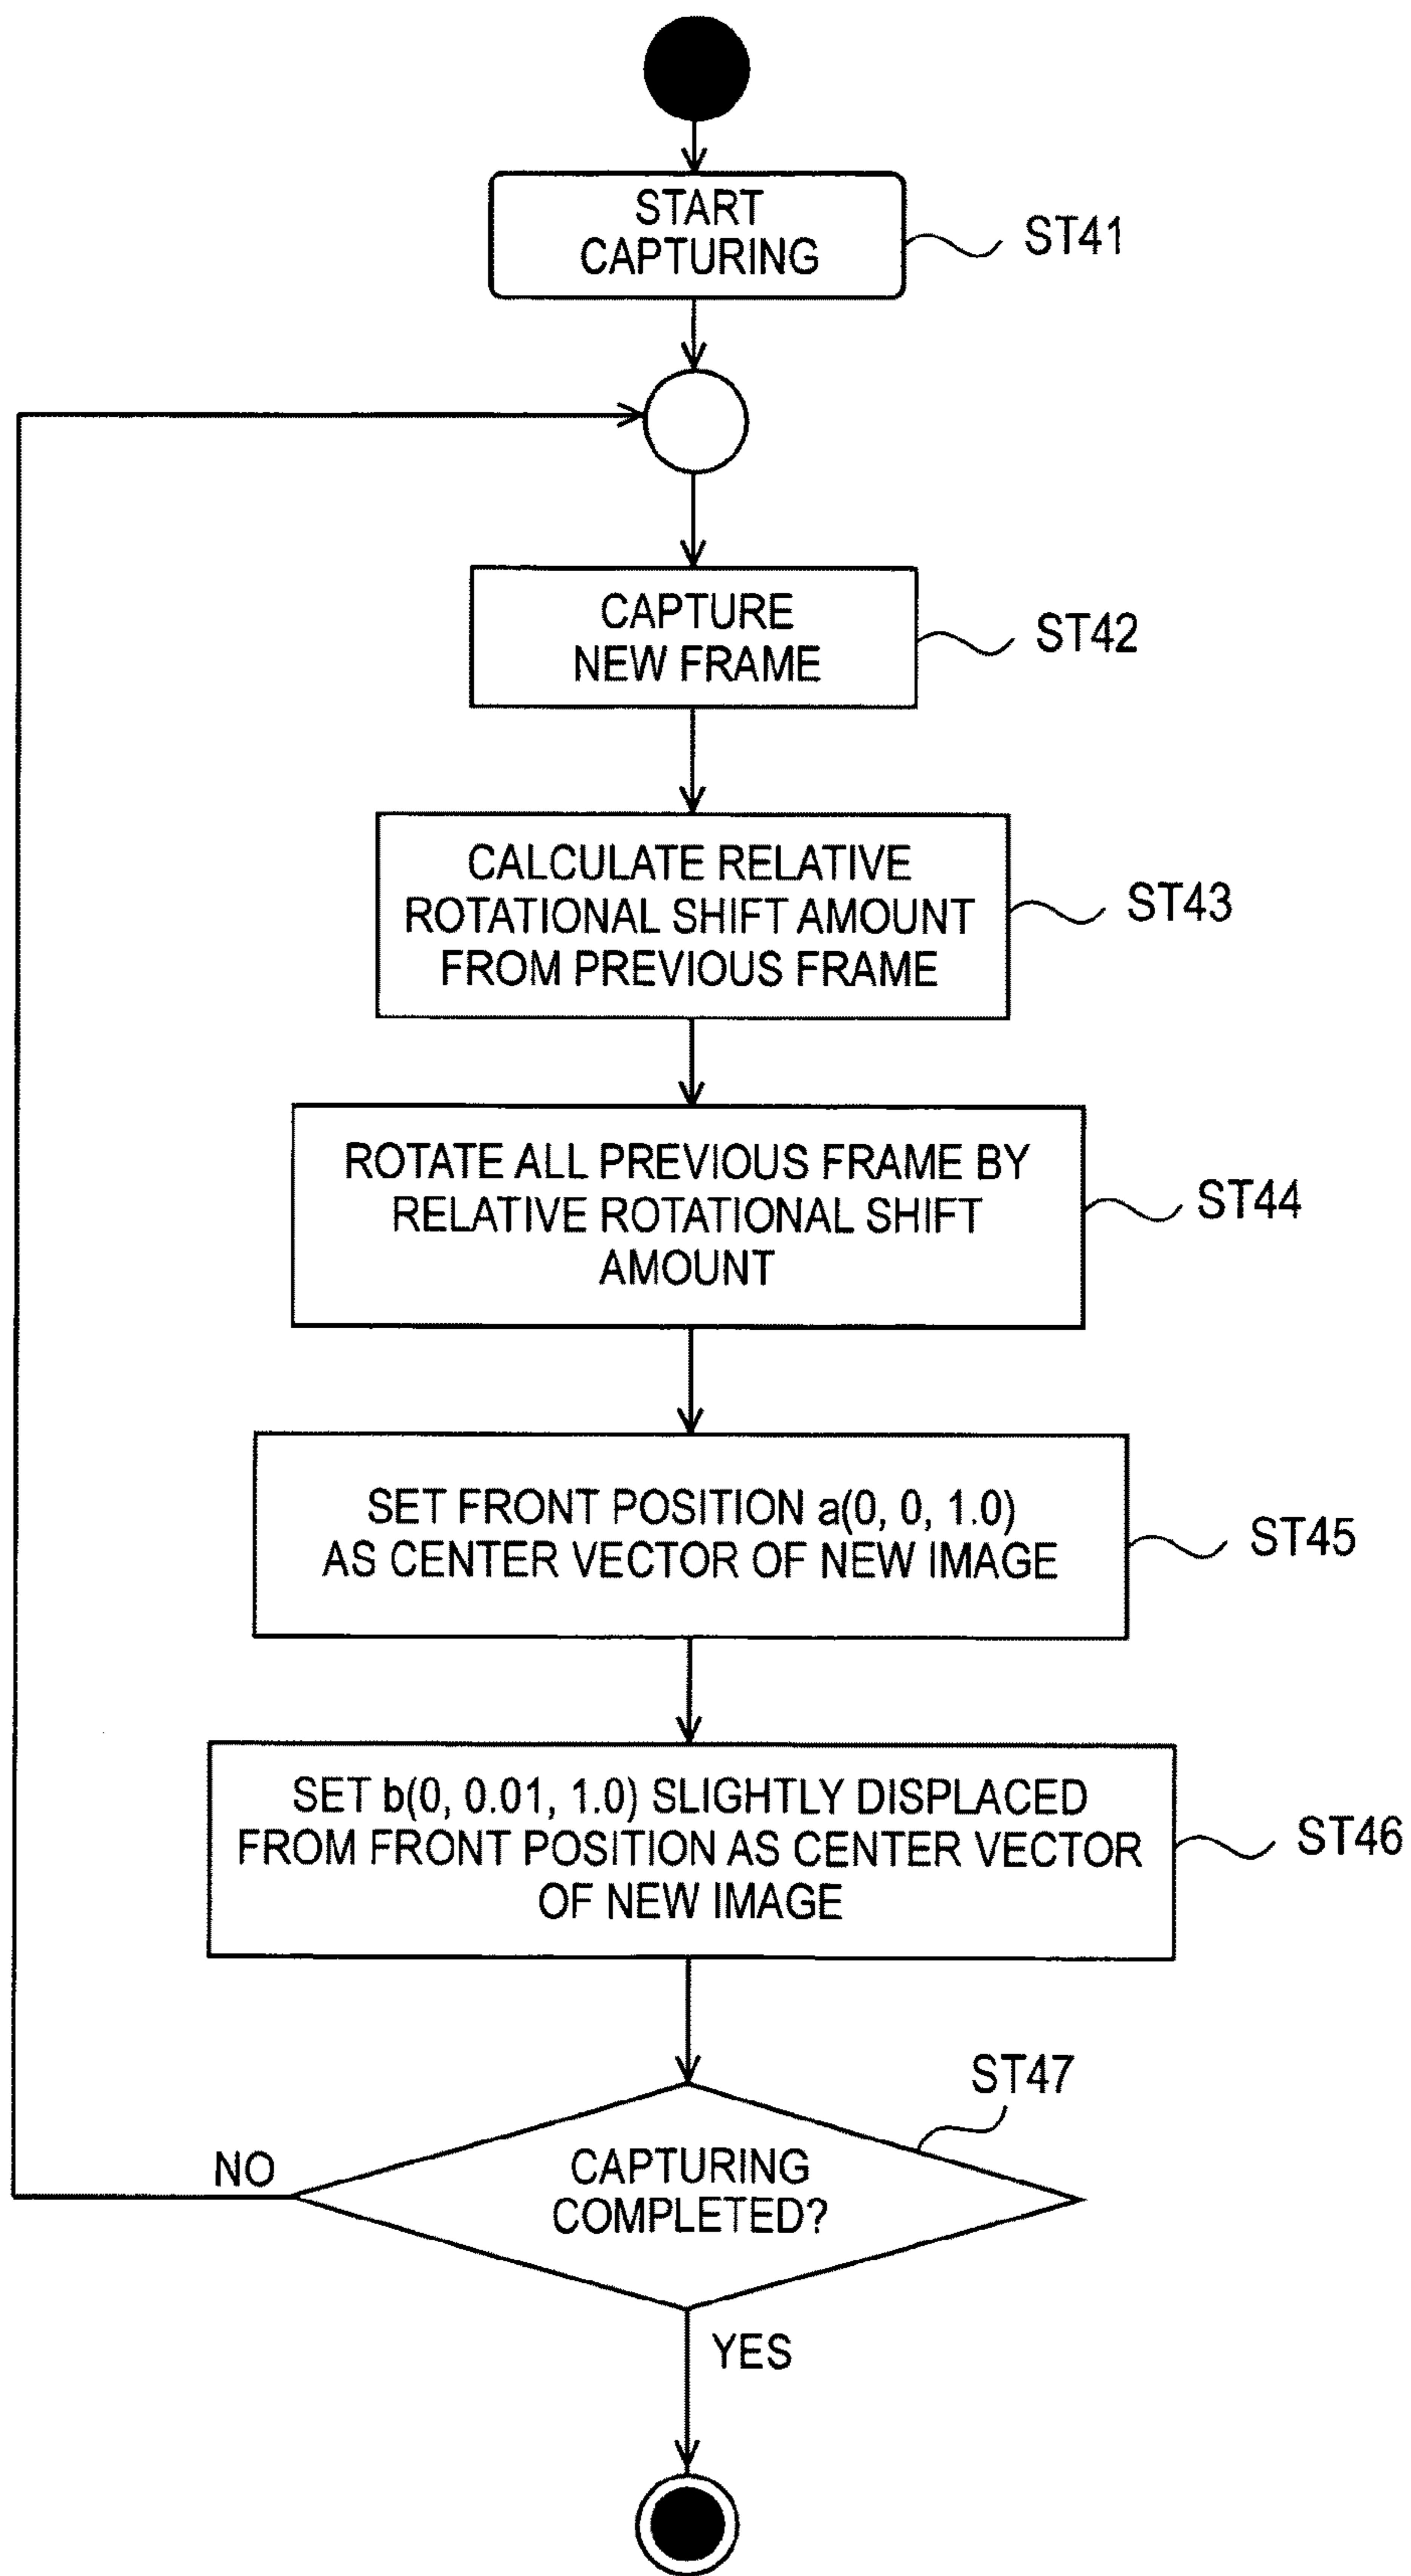 START
CAPTURING
ST41
CAPTURE
NEW FRAME
ST42
CALCULATE RELATIVE
ROTATIONAL SHIFT AMOUNT
FROM PREVIOUS FRAME
ST43
ROTATE ALL PREVIOUS FRAME BY
RELATIVE ROTATIONAL SHIFT
AMOUNT
ST44
SET FRONT POSITION a(0, 0, 1.0)
AS CENTER VECTOR OF NEW IMAGE
ST45
SET b(0, 0.01, 1.0) SLIGHTLY DISPLACED
FROM FRONT POSITION AS CENTER VECTOR
OF NEW IMAGE
ST46
ST47
CAPTURING
COMPLETED?
NO
YES